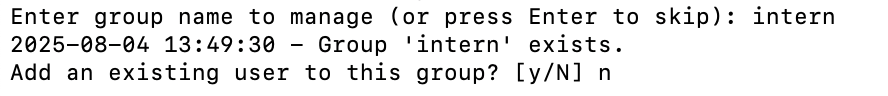 Enter group name to manage (or press Enter to skip): intern
2025-08-04 13:49:30 - Group 'intern' exists.
Add an existing user to this group? [y/N] n